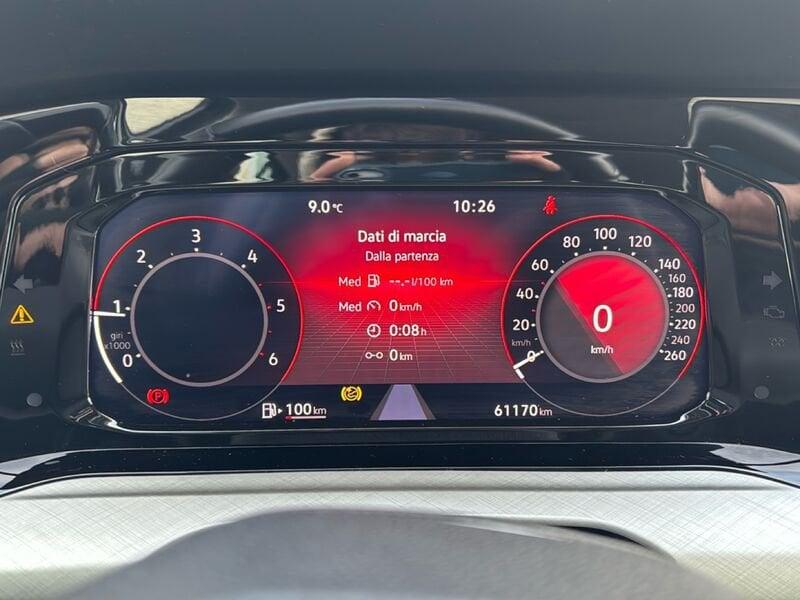 9.0 °C
10:26
Dati di marcia
Dalla partenza
Med --.- l/100 km
Med 0 km/h
0:08 h
0 km
0
1
2
3
4
5
6
giri
x1000
P
100 km
61170 km
0
20
40
60
80
100
120
140
160
180
200
220
240
260
km/h
0
km/h